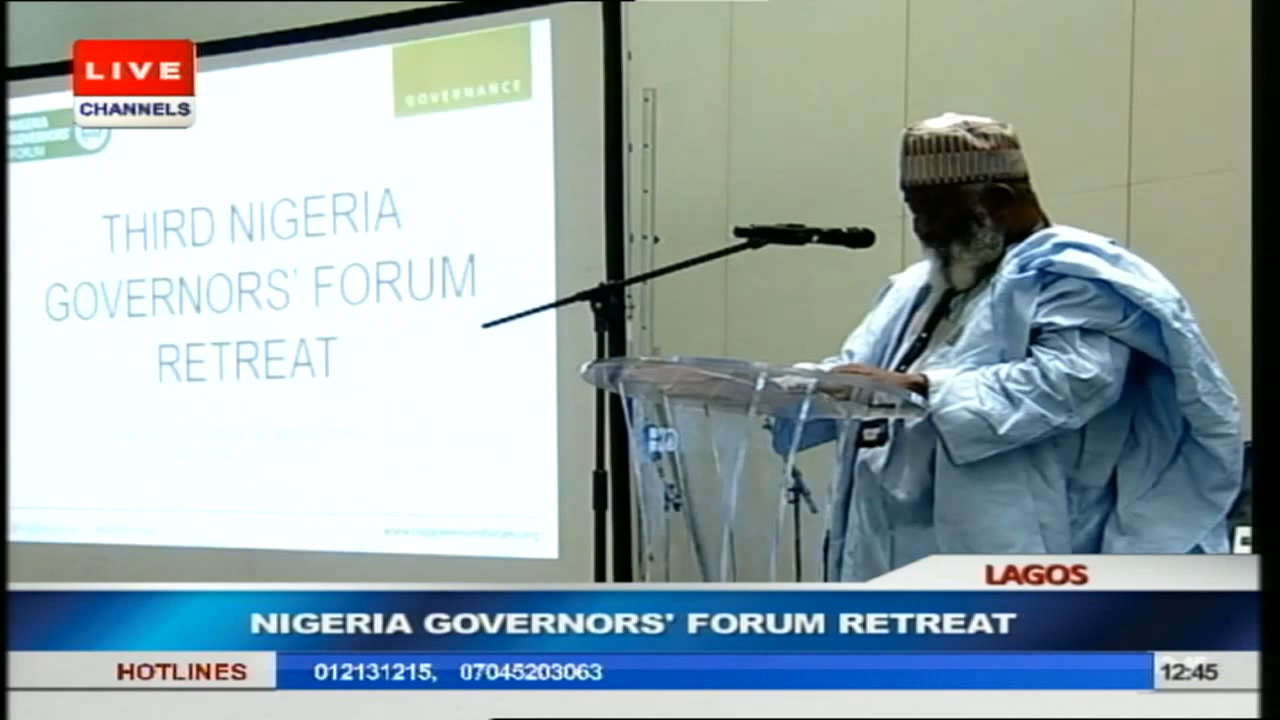 LIVE
CHANNELS
NIGERIA
GOVERNORS'
FORUM
GOVERNANCE
THIRD NIGERIA
GOVERNORS' FORUM
RETREAT
LAGOS
NIGERIA GOVERNORS' FORUM RETREAT
HOTLINES
012131215, 07045203063
12:45